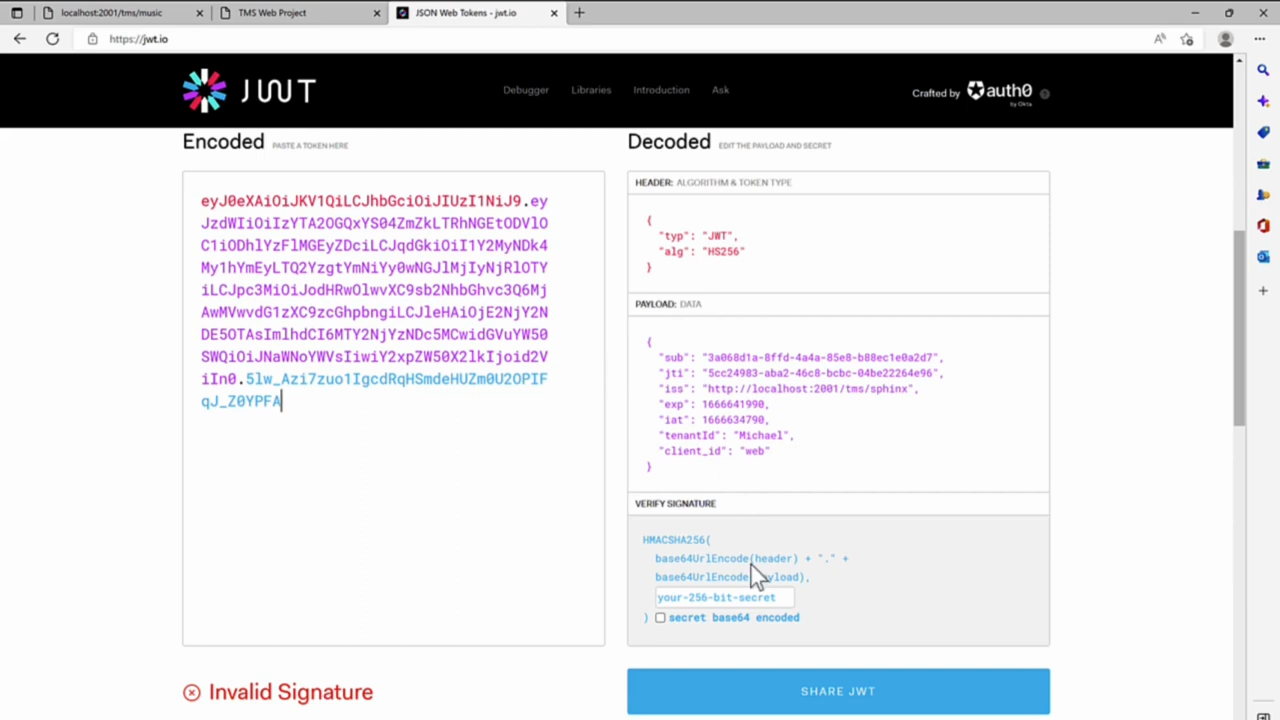 localhost:2001/tms/music
TMS Web Project
JSON Web Tokens - jwt.io
https://jwt.io
JWT
Debugger
Libraries
Introduction
Ask
Crafted by
auth0
by Okta
Encoded PASTE A TOKEN HERE
eyJ0eXAiOiJKV1QiLCJhbGciOiJIUzI1NiJ9.ey
JzdWIiOiIzYTA2OGQxYS04ZmZkLTRhNGEtODVlO
C1iODhlYzFlMGEyZDciLCJqdGkiOiI1Y2MyNDk4
My1hYmEyLTQ2YzgtYmNiYy0wNGJlMjIyNjRlOTY
iLCJpc3MiOiJodHRwOlwvXC9sb2NhbGhvc3Q6Mj
AwMVwvdG1zXC9zcGhpbngiLCJleHAiOjE2NjY2N
DE5OTAsImlhdCI6MTY2NjYzNDc5MCwidGVuYW50
SWQiOiJNaWNoYWVsIiwiY2xpZW50X2lkIjoid2V
iIn0.5lw_Azi7zuo1IgcdRqHSmdeHUZm0U2OPIF
qJ_Z0YPFA
Decoded EDIT THE PAYLOAD AND SECRET
HEADER: ALGORITHM & TOKEN TYPE
{
"typ": "JWT",
"alg": "HS256"
}
PAYLOAD: DATA
{
"sub": "3a068d1a-8ffd-4a4a-85e8-b88ec1e0a2d7",
"jti": "5cc24983-aba2-46c8-bcbc-04be22264e96",
"iss": "http://localhost:2001/tms/sphinx",
"exp": 1666641990,
"iat": 1666634790,
"tenantId": "Michael",
"client_id": "web"
}
VERIFY SIGNATURE
HMACSHA256(
base64UrlEncode(header) + "." +
base64UrlEncode yload),
your-256-bit-secret
) secret base64 encoded
Invalid Signature
SHARE JWT